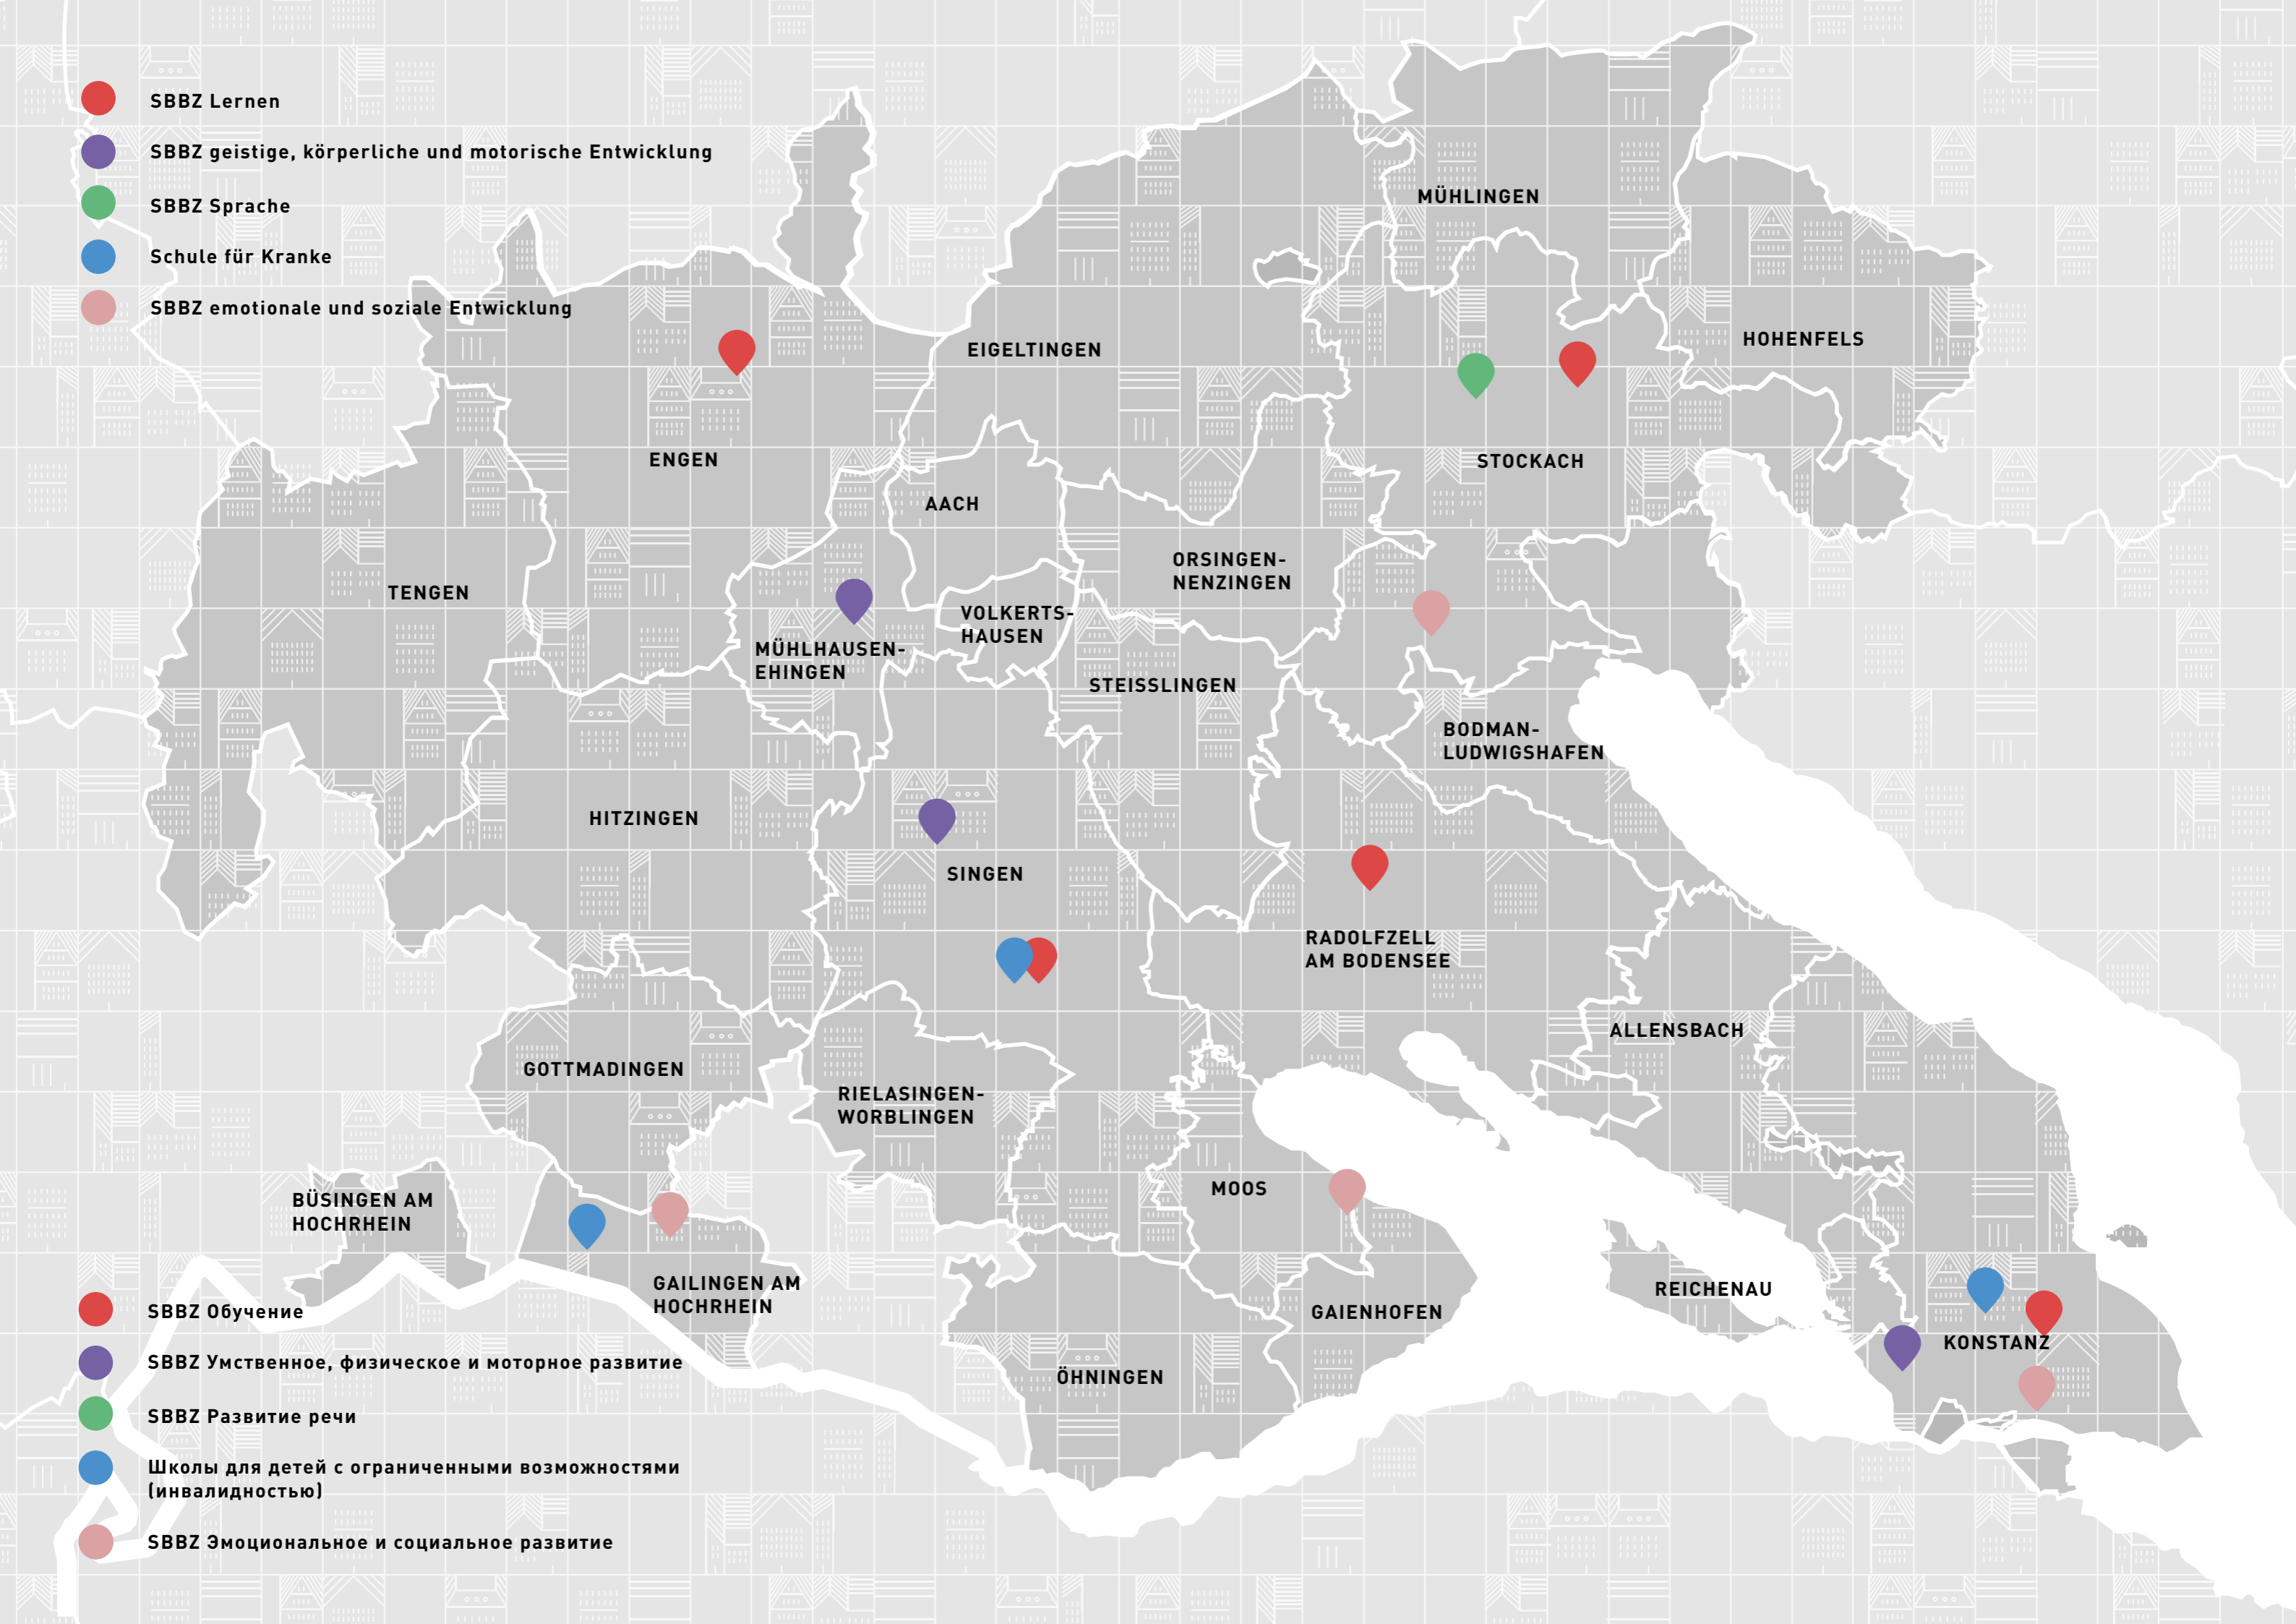 SBBZ Lernen
SBBZ geistige, körperliche und motorische Entwicklung
SBBZ Sprache
Schule für Kranke
SBBZ emotionale und soziale Entwicklung
MÜHLINGEN
HOHENFELS
EIGELTINGEN
ENGEN
STOCKACH
AACH
ORSINGEN-
NENZINGEN
TENGEN
VOLKERTS-
HAUSEN
MÜHLHAUSEN-
EHINGEN
STEISSLINGEN
BODMAN-
LUDWIGSHAFEN
HITZINGEN
SINGEN
RADOLFZELL
AM BODENSEE
ALLENSBACH
GOTTMADINGEN
RIELASINGEN-
WORBLINGEN
MOOS
BÜSINGEN AM
HOCHRHEIN
GAILINGEN AM
HOCHRHEIN
GAIENHOFEN
REICHENAU
KONSTANZ
ÖHNINGEN
SBBZ Обучение
SBBZ Умственное, физическое и моторное развитие
SBBZ Развитие речи
Школы для детей с ограниченными возможностями
(инвалидностью)
SBBZ Эмоциональное и социальное развитие